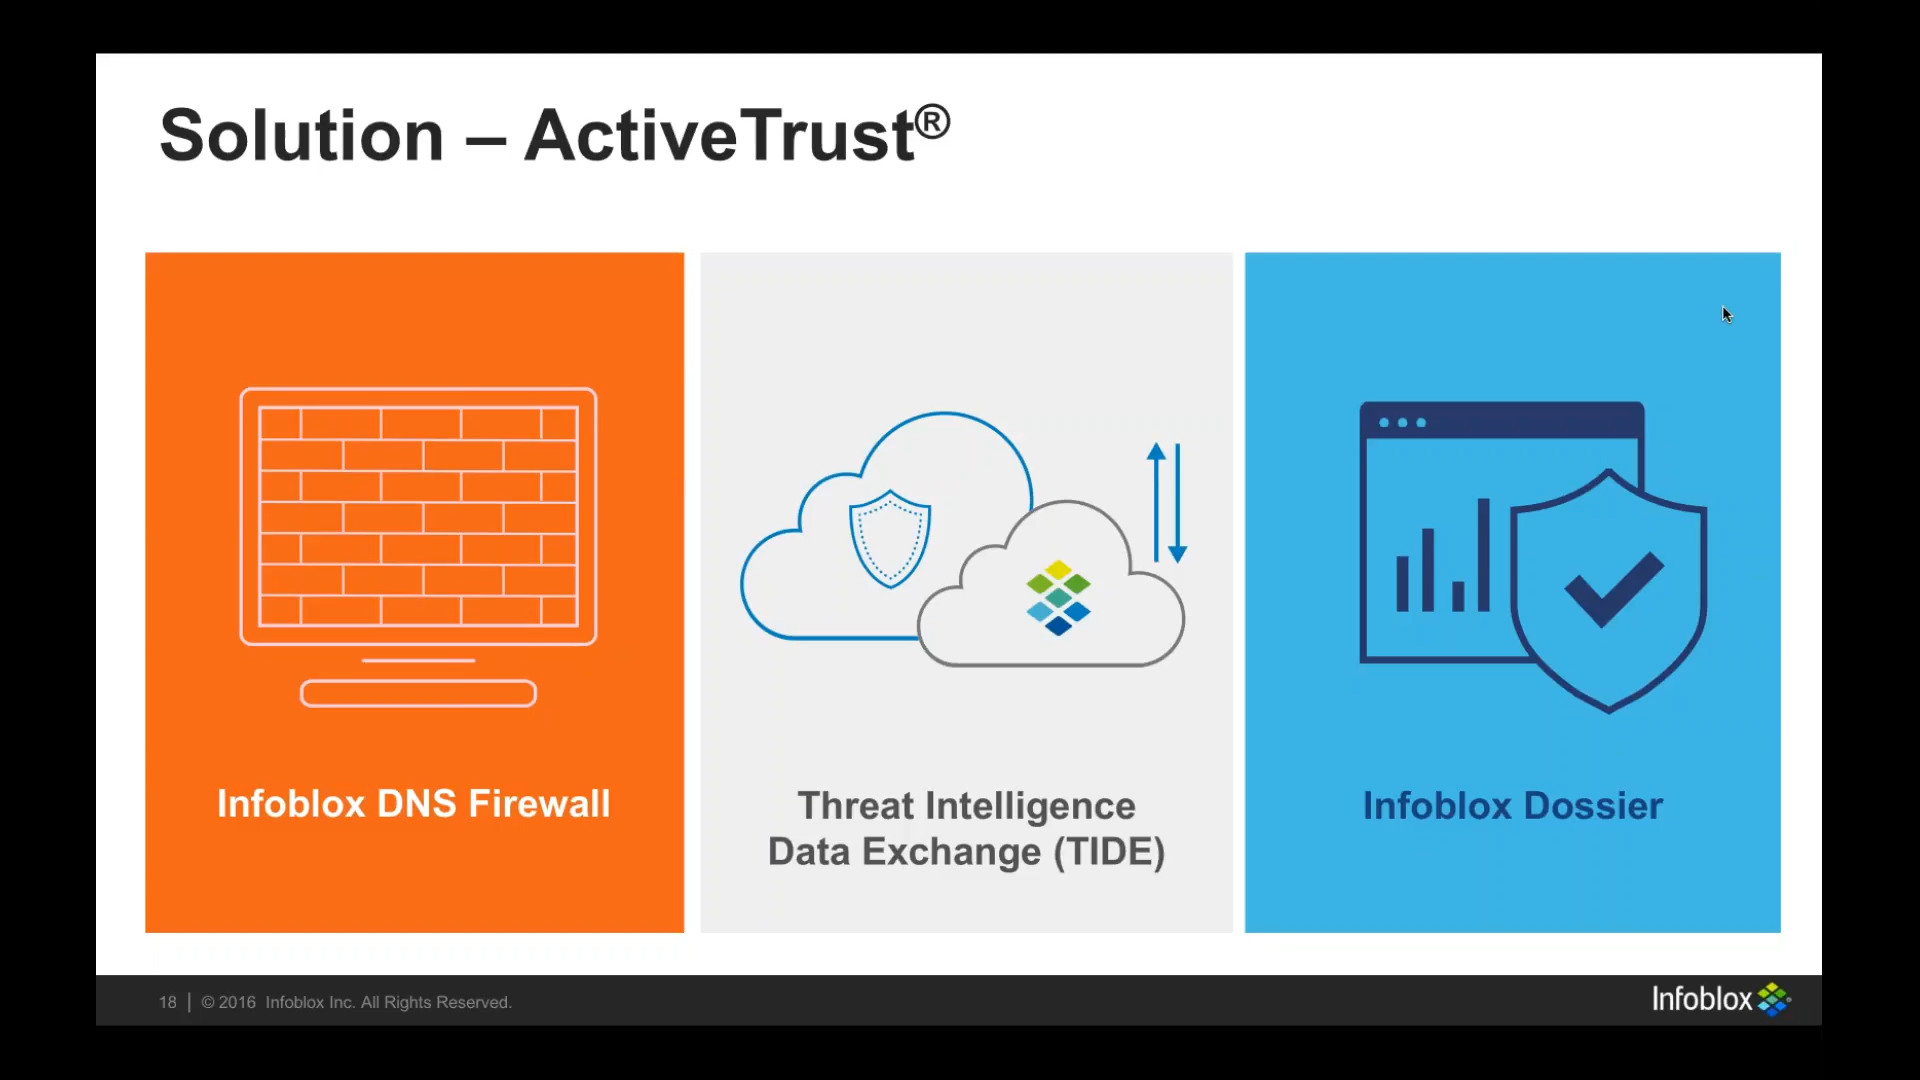 Solution – ActiveTrust®
Infoblox DNS Firewall
Threat Intelligence
Data Exchange (TIDE)
Infoblox Dossier
18 | © 2016 Infoblox Inc. All Rights Reserved.
Infoblox